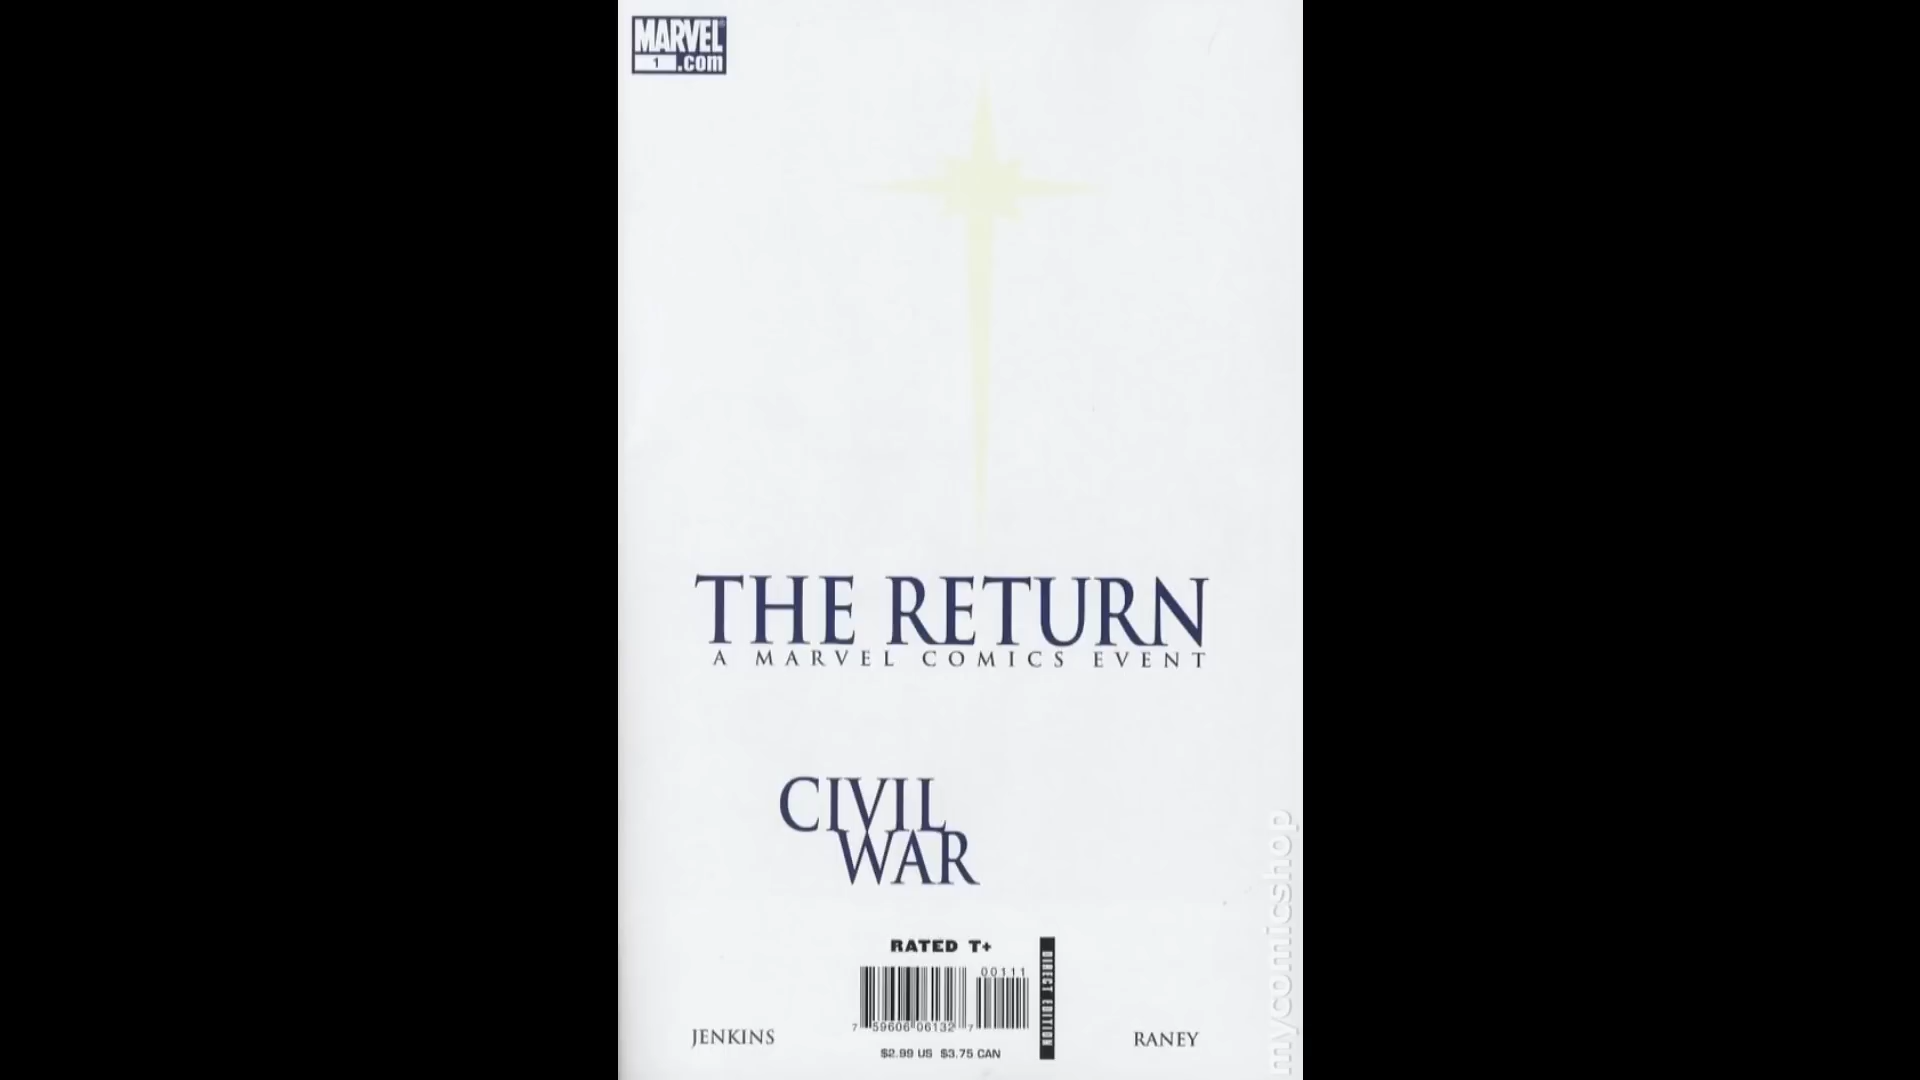 MARVEL
1 .com
THE RETURN
A MARVEL COMICS EVENT
CIVIL
WAR
RATED T+
00111
7 59606 06132 7
DIRECT EDITION
$2.99 US $3.75 CAN
JENKINS
RANEY
mycomicshop